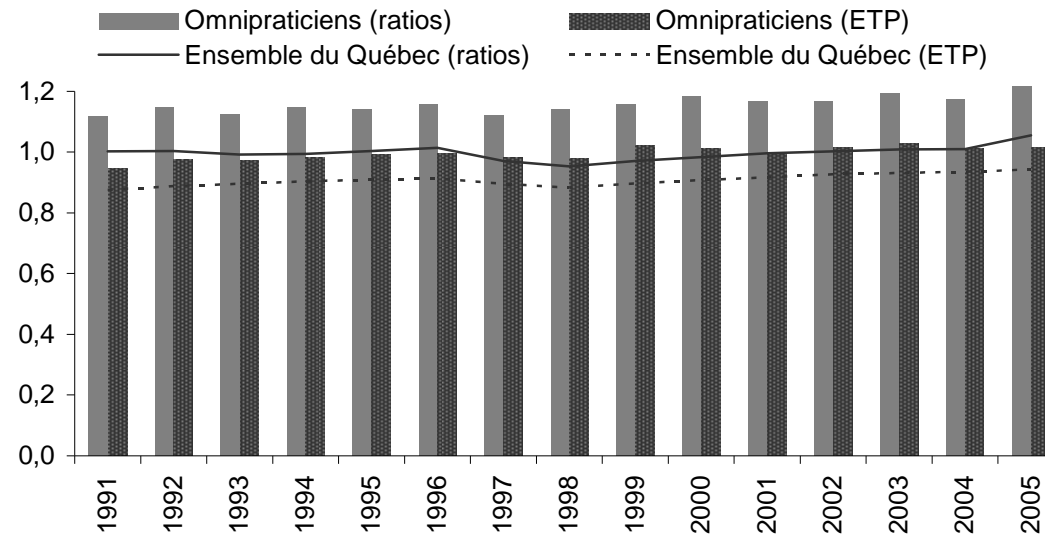 Omnipraticiens (ratios) Omnipraticiens (ETP)
Ensemble du Québec (ratios) Ensemble du Québec (ETP)
1,2
1,0
0,8
0,6
0,4
0,2
0,0
1991 1992 1993 1994 1995 1996 1997 1998 1999 2000 2001 2002 2003 2004 2005